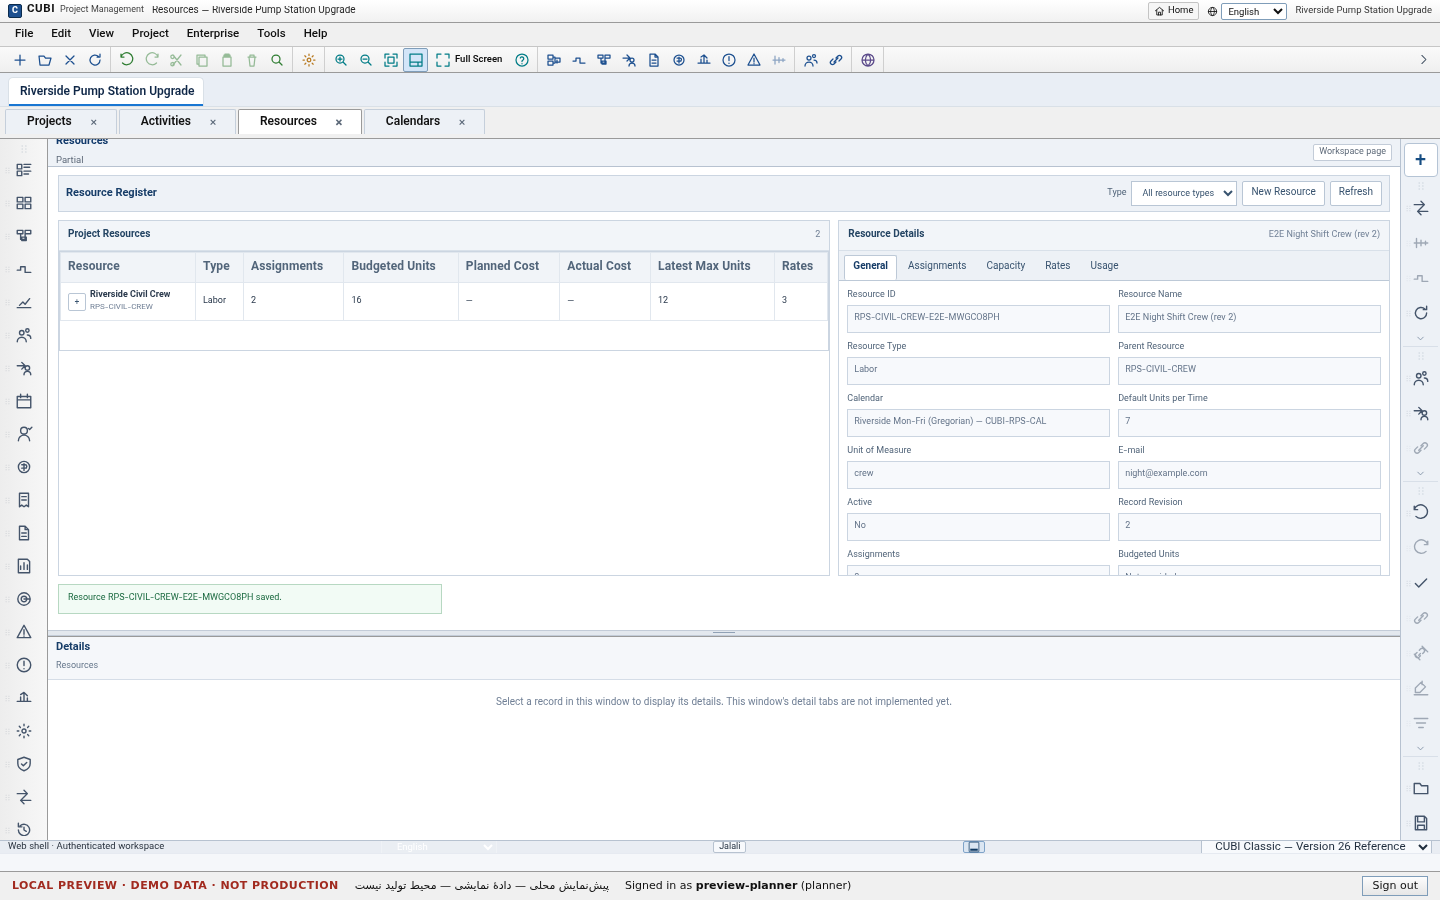 CUBI Project Management Resources — Riverside Pump Station Upgrade Home English Riverside Pump Station Upgrade
File Edit View Project Enterprise Tools Help
Full Screen
Riverside Pump Station Upgrade
Projects × Activities × Resources × Calendars ×
Resources
Partial
Workspace page
Resource Register
Type All resource types New Resource Refresh
Project Resources 2
Resource Type Assignments Budgeted Units Planned Cost Actual Cost Latest Max Units Rates
+ Riverside Civil Crew Labor 2 16 — — 12 3
RPS-CIVIL-CREW
Resource Details E2E Night Shift Crew (rev 2)
General Assignments Capacity Rates Usage
Resource ID Resource Name
RPS-CIVIL-CREW-E2E-MWGCO8PH E2E Night Shift Crew (rev 2)
Resource Type Parent Resource
Labor RPS-CIVIL-CREW
Calendar Default Units per Time
Riverside Mon-Fri (Gregorian) — CUBI-RPS-CAL 7
Unit of Measure E-mail
crew night@example.com
Active Record Revision
No 2
Assignments Budgeted Units
Resource RPS-CIVIL-CREW-E2E-MWGCO8PH saved.
Details
Resources
Select a record in this window to display its details. This window's detail tabs are not implemented yet.
Web shell · Authenticated workspace English Jalali CUBI Classic — Version 26 Reference
LOCAL PREVIEW · DEMO DATA · NOT PRODUCTION پیش‌نمایش محلی — دادهٔ نمایشی — محیط تولید نیست Signed in as preview-planner (planner) Sign out